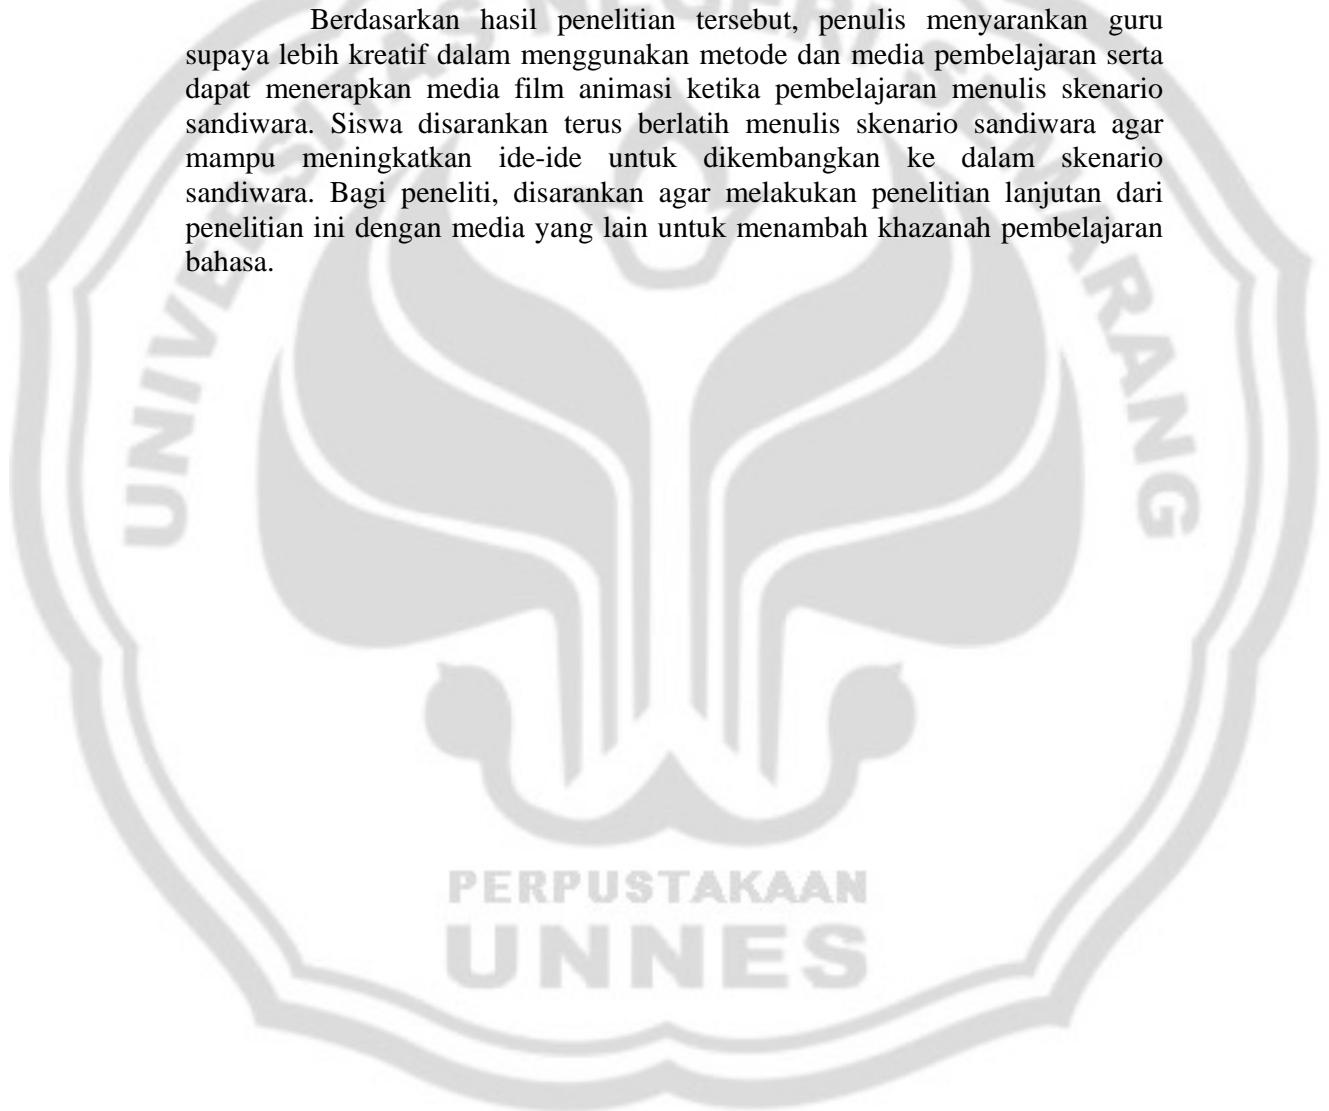 Berdasarkan hasil penelitian tersebut, penulis menyarankan guru
supaya lebih kreatif dalam menggunakan metode dan media pembelajaran serta
dapat menerapkan media film animasi ketika pembelajaran menulis skenario
sandiwara. Siswa disarankan terus berlatih menulis skenario sandiwara agar
mampu meningkatkan ide-ide untuk dikembangkan ke dalam skenario
sandiwara. Bagi peneliti, disarankan agar melakukan penelitian lanjutan dari
penelitian ini dengan media yang lain untuk menambah khazanah pembelajaran
bahasa.
UNIVERSITAS NEGERI SEMARANG
PERPUSTAKAAN
UNNES